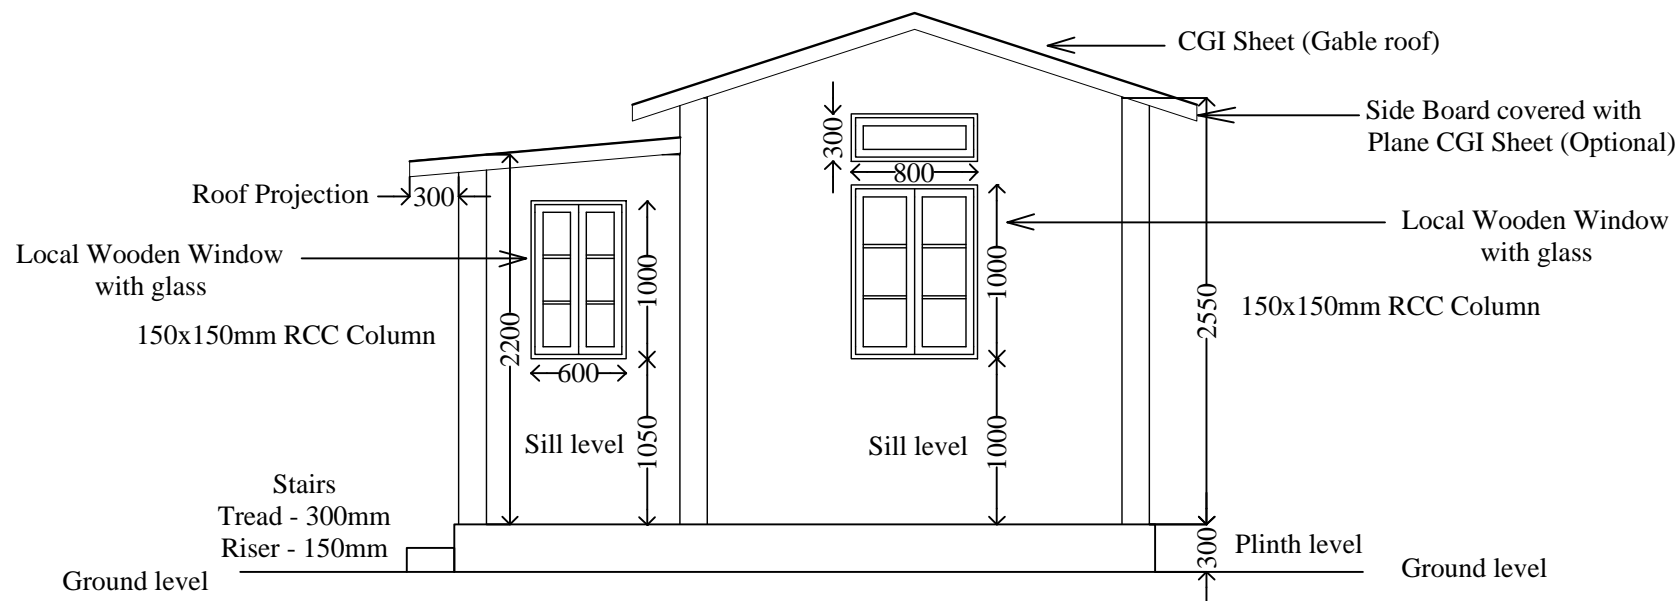 CGI Sheet (Gable roof)
Side Board covered with
Plane CGI Sheet (Optional)
300
800
Roof Projection
300
Local Wooden Window
with glass
Local Wooden Window
with glass
1000
1000
2200
2550
150x150mm RCC Column
150x150mm RCC Column
600
Sill level
1050
Sill level
1000
Stairs
Tread - 300mm
Riser - 150mm
300
Plinth level
Ground level
Ground level